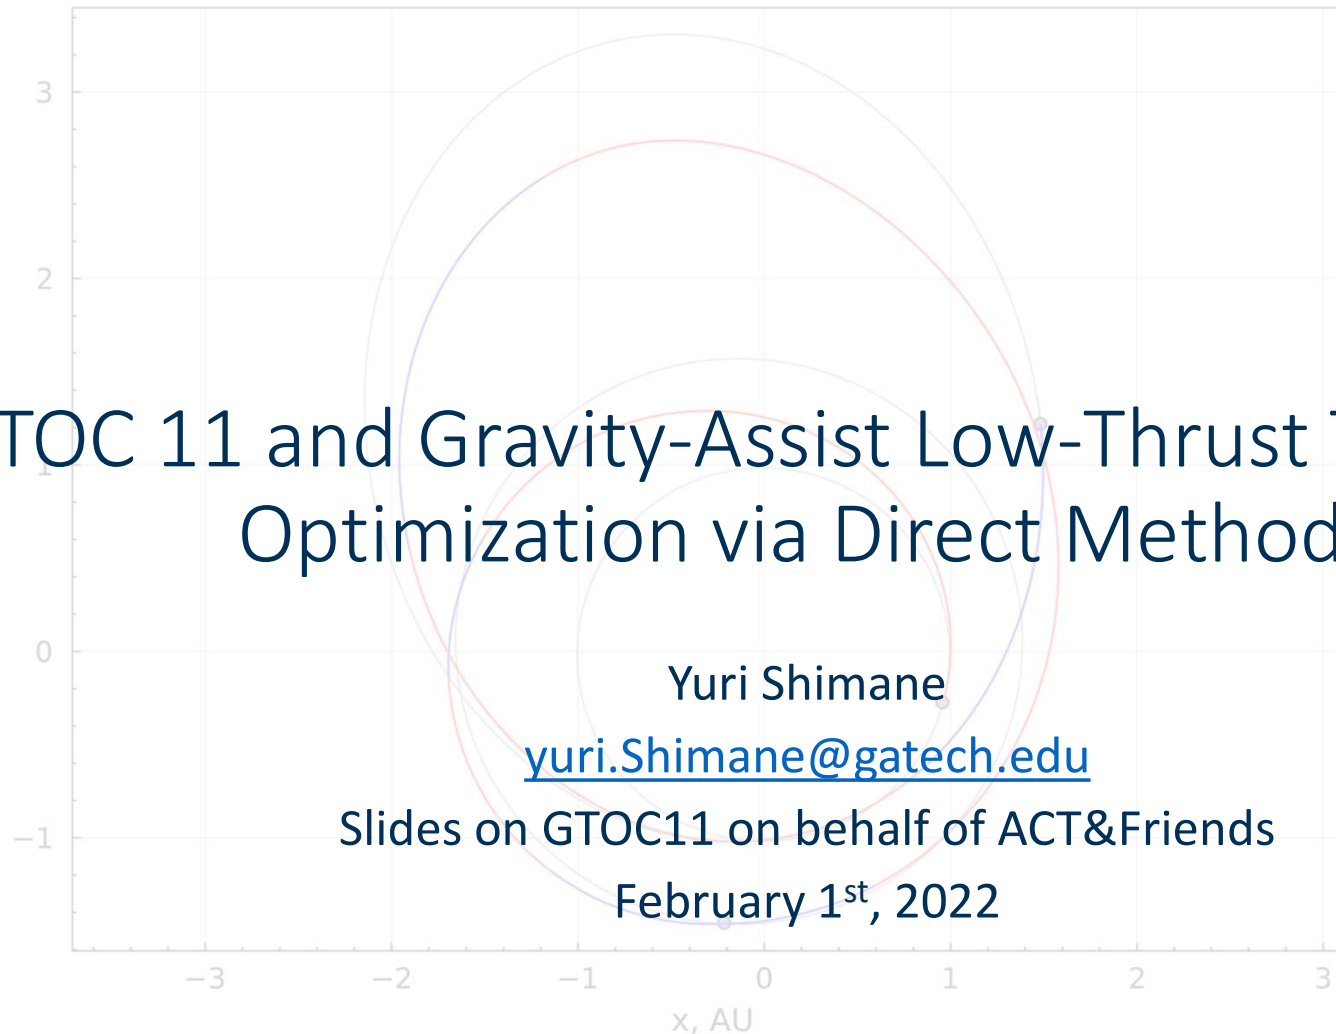 TOC 11 and Gravity-Assist Low-Thrust
Optimization via Direct Method
Yuri Shimane
yuri.Shimane@gatech.edu
Slides on GTOC11 on behalf of ACT&Friends
February 1st, 2022
3
2
1
0
−1
−3
−2
−1
0
1
2
3
x, AU